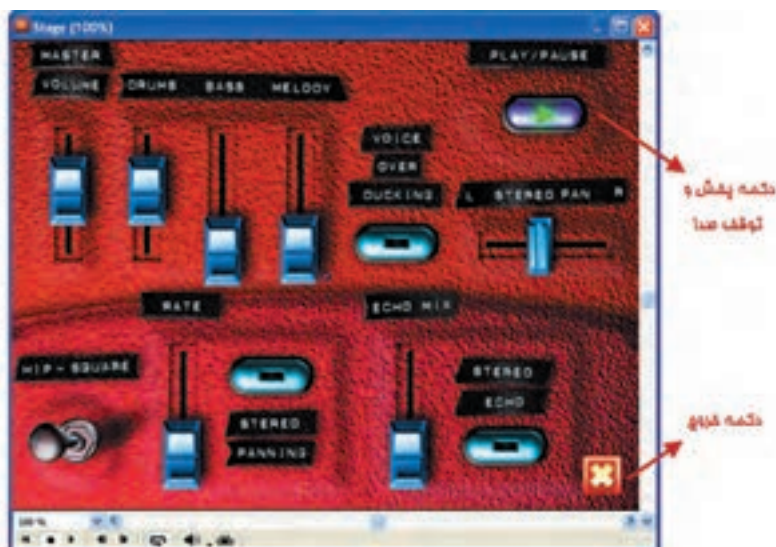 Stage (100%)
MASTER
VOLUME
DRUMS BASS MELODY
PLAY/PAUSE
VOICE
OVER
DUCKING
L STEREO PAN R
دکمه پخش و
توقف صدا
RATE
ECHO MIX
HIP-SQUARE
STEREO
PANNING
STEREO
ECHO
دکمه خروج
100 %